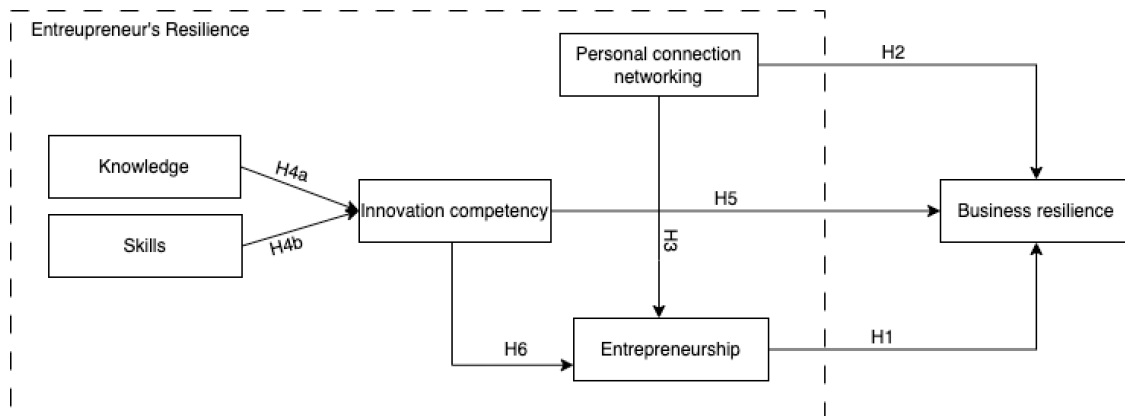 Entreupreneur's Resilience
Personal connection
networking
H2
Knowledge
H4a
Innovation competency
H5
Business resilience
Skills
H4b
H3
H6
Entrepreneurship
H1